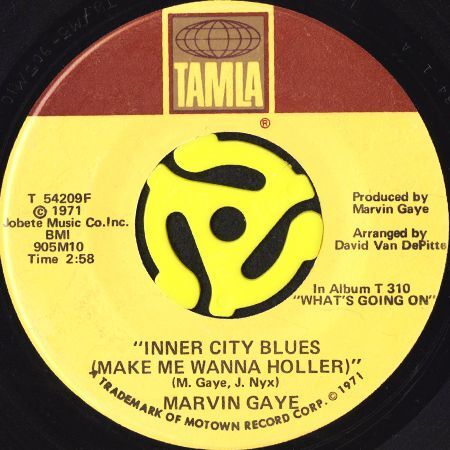 TAMLA
®
T 54209F
© 1971
Jobete Music Co.Inc.
BMI
905M10
Time 2:58
Produced by
Marvin Gaye
Arranged by
David Van DePitte
In Album T 310
"WHAT'S GOING ON"
"INNER CITY BLUES
(MAKE ME WANNA HOLLER)"
(M. Gaye, J. Nyx)
MARVIN GAYE
A TRADEMARK OF MOTOWN RECORD CORP. © 1971